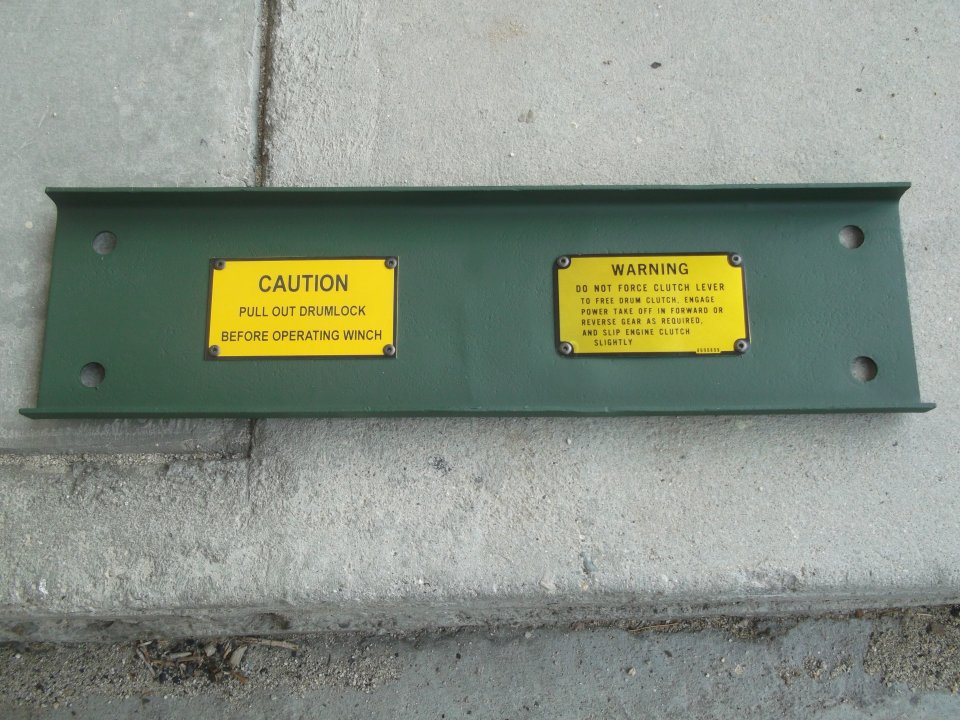 CAUTION
PULL OUT DRUMLOCK
BEFORE OPERATING WINCH
WARNING
DO NOT FORCE CLUTCH LEVER
TO FREE DRUM CLUTCH, ENGAGE
POWER TAKE OFF IN FORWARD OR
REVERSE GEAR AS REQUIRED,
AND SLIP ENGINE CLUTCH
SLIGHTLY